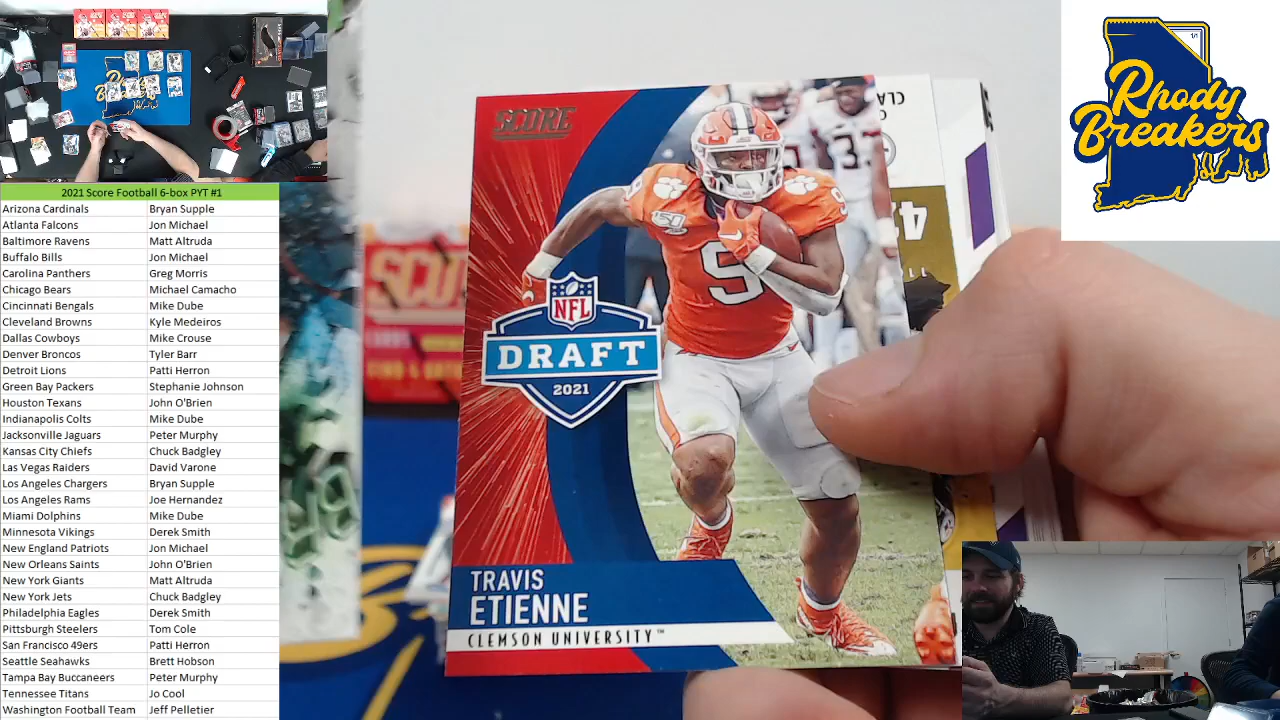 2021 Score Football 6-box PYT #1
Arizona Cardinals Bryan Supple
Atlanta Falcons Jon Michael
Baltimore Ravens Matt Altruda
Buffalo Bills Jon Michael
Carolina Panthers Greg Morris
Chicago Bears Michael Camacho
Cincinnati Bengals Mike Dube
Cleveland Browns Kyle Medeiros
Dallas Cowboys Mike Crouse
Denver Broncos Tyler Barr
Detroit Lions Patti Herron
Green Bay Packers Stephanie Johnson
Houston Texans John O'Brien
Indianapolis Colts Mike Dube
Jacksonville Jaguars Peter Murphy
Kansas City Chiefs Chuck Badgley
Las Vegas Raiders David Varone
Los Angeles Chargers Bryan Supple
Los Angeles Rams Joe Hernandez
Miami Dolphins Mike Dube
Minnesota Vikings Derek Smith
New England Patriots Jon Michael
New Orleans Saints John O'Brien
New York Giants Matt Altruda
New York Jets Chuck Badgley
Philadelphia Eagles Derek Smith
Pittsburgh Steelers Tom Cole
San Francisco 49ers Patti Herron
Seattle Seahawks Brett Hobson
Tampa Bay Buccaneers Peter Murphy
Tennessee Titans Jo Cool
Washington Football Team Jeff Pelletier
SCORE
150
9
9
3
NFL
DRAFT
2021
TRAVIS
ETIENNE
CLEMSON UNIVERSITY™
1/1
Rhody
Breakers